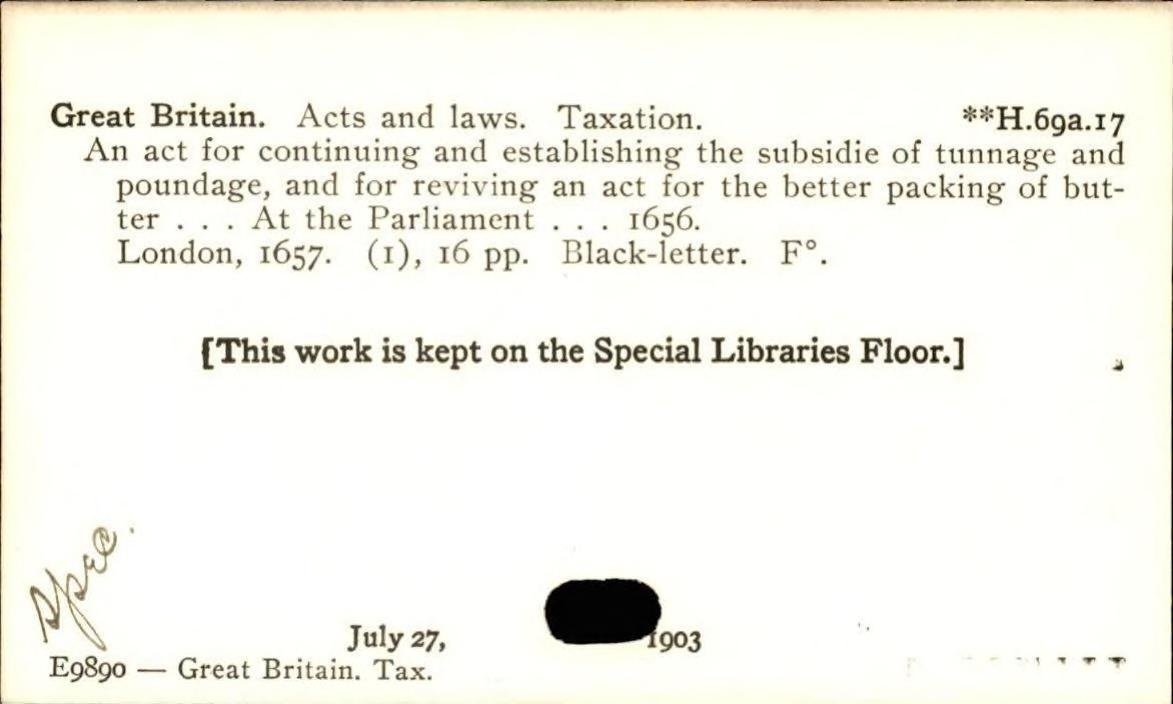 Great Britain. Acts and laws. Taxation. **H.69a.17
An act for continuing and establishing the subsidie of tunnage and
poundage, and for reviving an act for the better packing of but-
ter . . . At the Parliament . . . 1656.
London, 1657. (1), 16 pp. Black-letter. F°.
[This work is kept on the Special Libraries Floor.]
Spec.
July 27, 1903
E9890 — Great Britain. Tax.